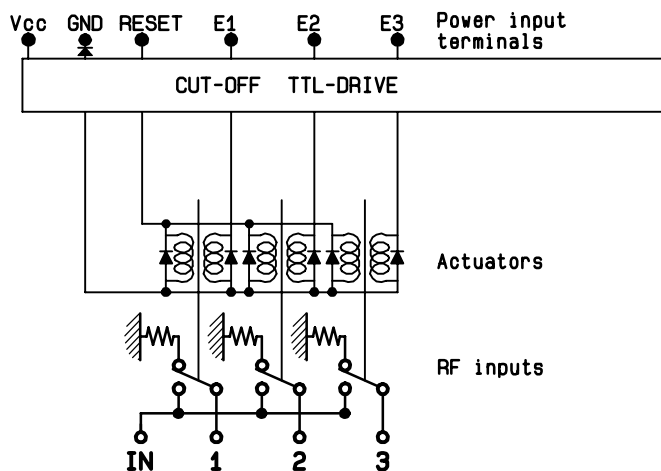 Vcc GND RESET E1 E2 E3 Power input
terminals
CUT-OFF TTL-DRIVE
Actuators
RF inputs
IN 1 2 3